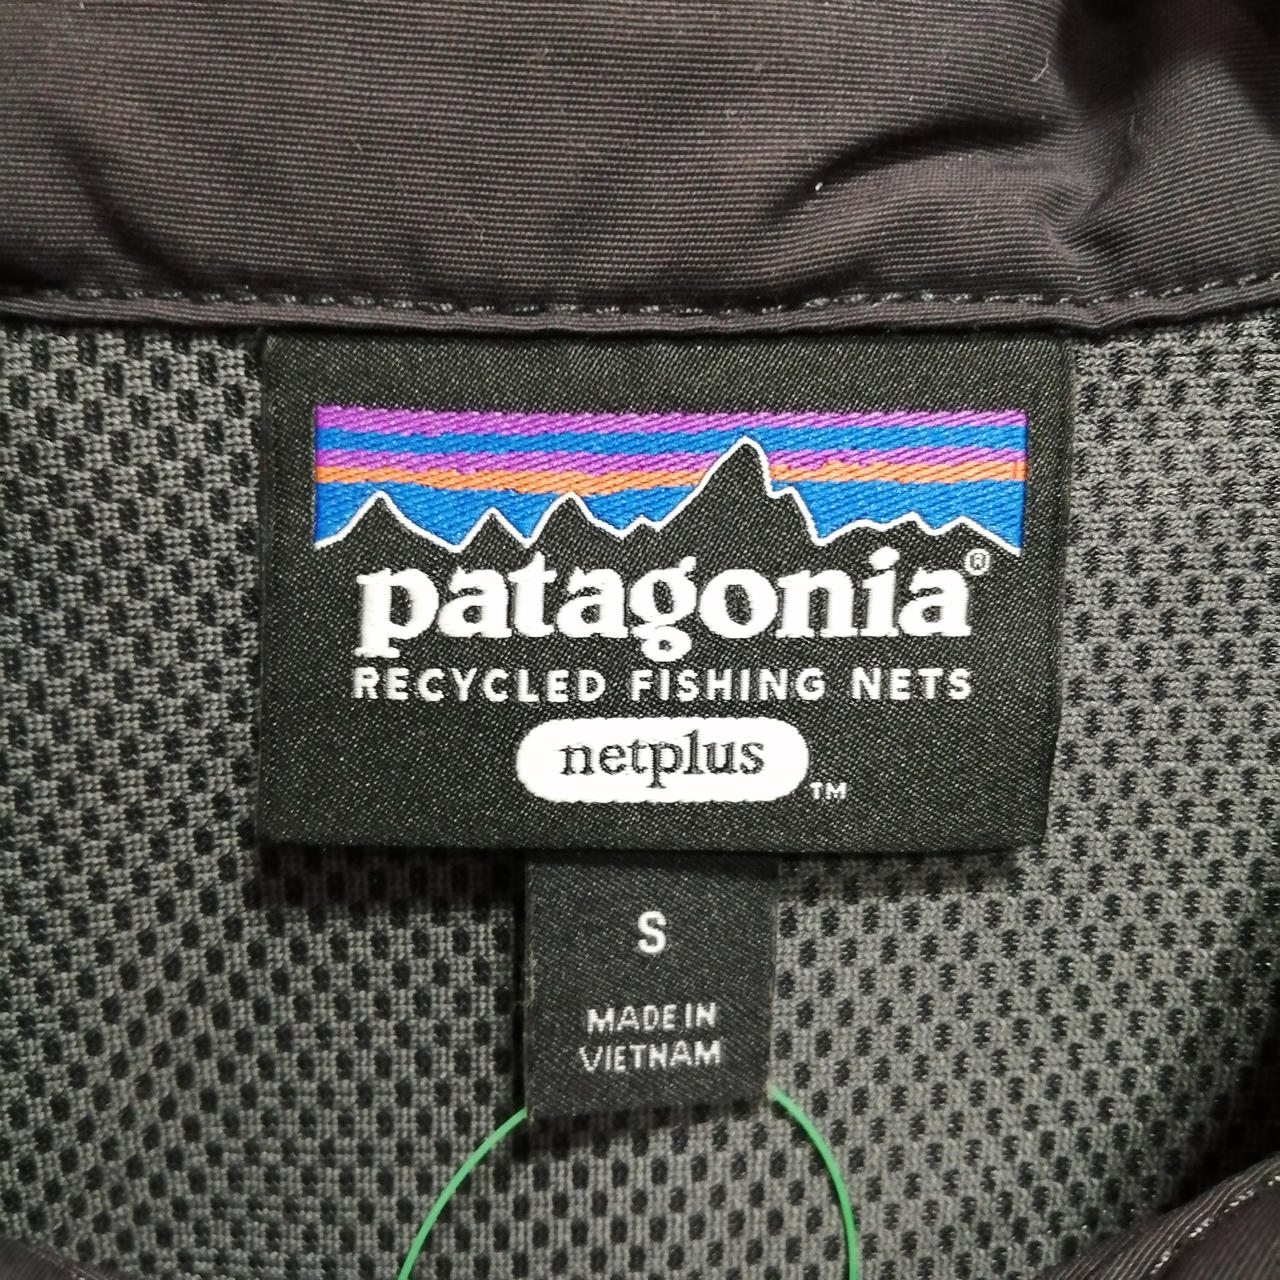 patagonia®
RECYCLED FISHING NETS
netplus™
S
MADE IN
VIETNAM